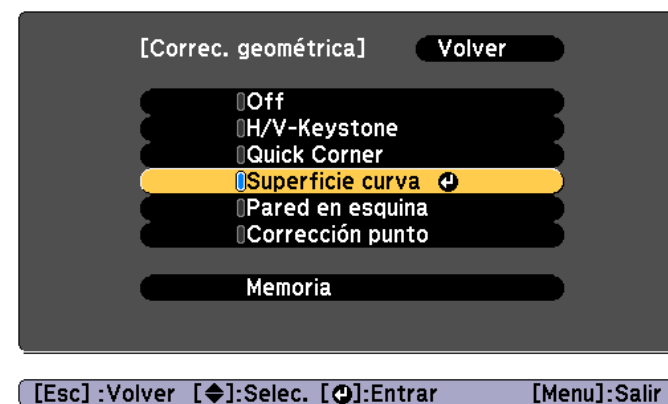 [Correc. geométrica] Volver
Off
H/V-Keystone
Quick Corner
Superficie curva
Pared en esquina
Corrección punto
Memoria
[Esc] :Volver [◆]:Selec. [⏎]:Entrar [Menu]:Salir